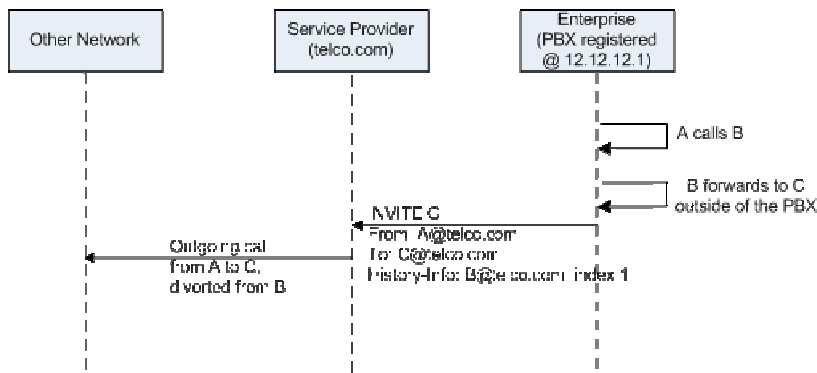 Other Network
Service Provider
(telco.com)
Enterprise
(PBX registered
@ 12.12.12.1)
A calls B
B forwards to C
outside of the PBX
INVITE C
From: A@telco.com
To: C@telco.com
History-Info: B@telco.com, index 1
Outgoing call
from A to C,
diverted from B